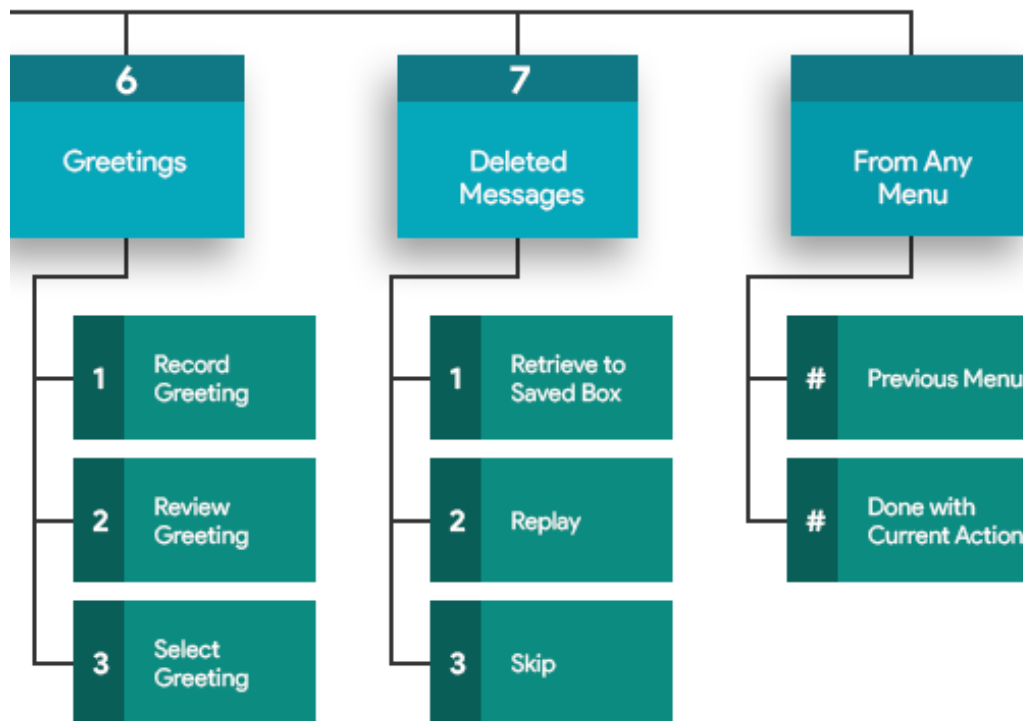 6
Greetings
1
Record
Greeting
2
Review
Greeting
3
Select
Greeting
7
Deleted
Messages
1
Retrieve to
Saved Box
2
Replay
3
Skip
From Any
Menu
#
Previous Menu
#
Done with
Current Action